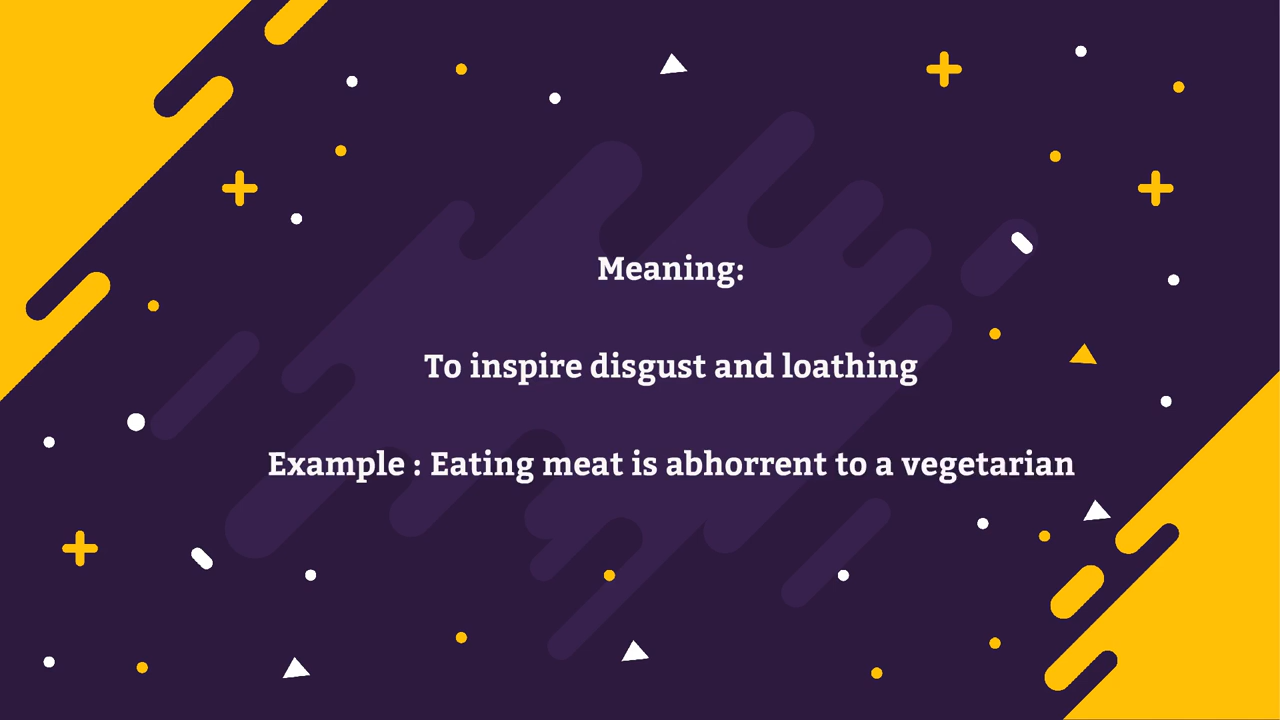 Meaning:
To inspire disgust and loathing
Example : Eating meat is abhorrent to a vegetarian